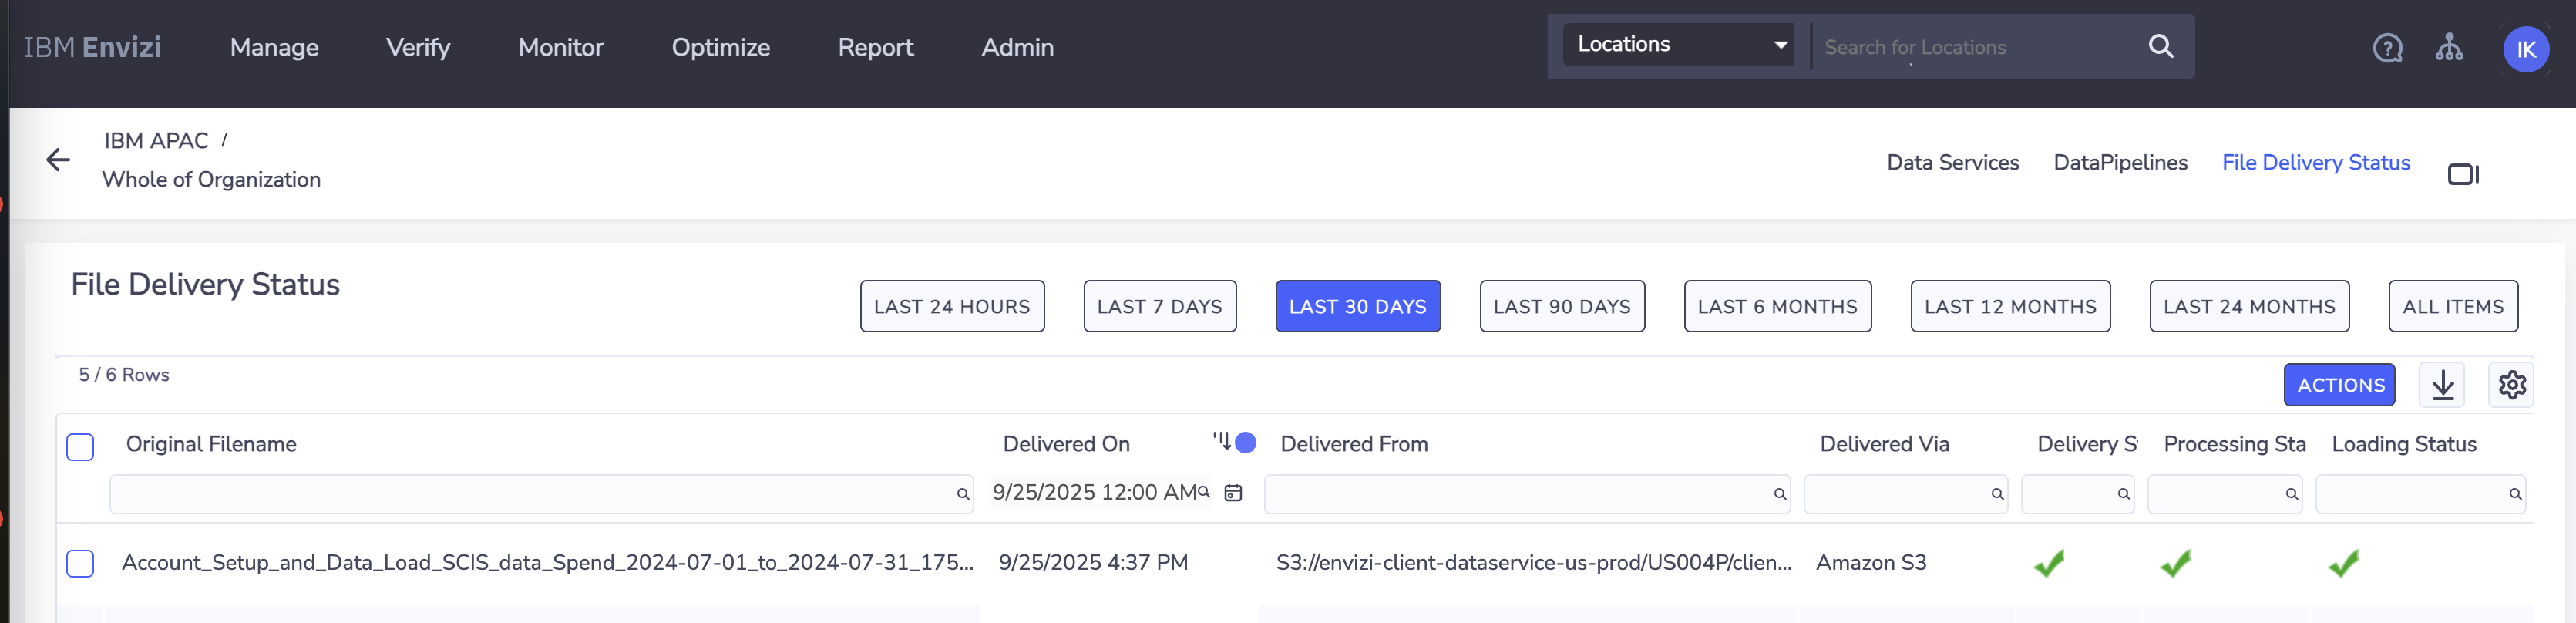 IBM Envizi Manage Verify Monitor Optimize Report Admin Locations Search for Locations IK
IBM APAC /
Whole of Organization
Data Services DataPipelines File Delivery Status
File Delivery Status
LAST 24 HOURS LAST 7 DAYS LAST 30 DAYS LAST 90 DAYS LAST 6 MONTHS LAST 12 MONTHS LAST 24 MONTHS ALL ITEMS
5 / 6 Rows
ACTIONS
Original Filename Delivered On Delivered From Delivered Via Delivery S Processing Sta Loading Status
9/25/2025 12:00 AM
Account_Setup_and_Data_Load_SCIS_data_Spend_2024-07-01_to_2024-07-31_175... 9/25/2025 4:37 PM S3://envizi-client-dataservice-us-prod/US004P/clien... Amazon S3